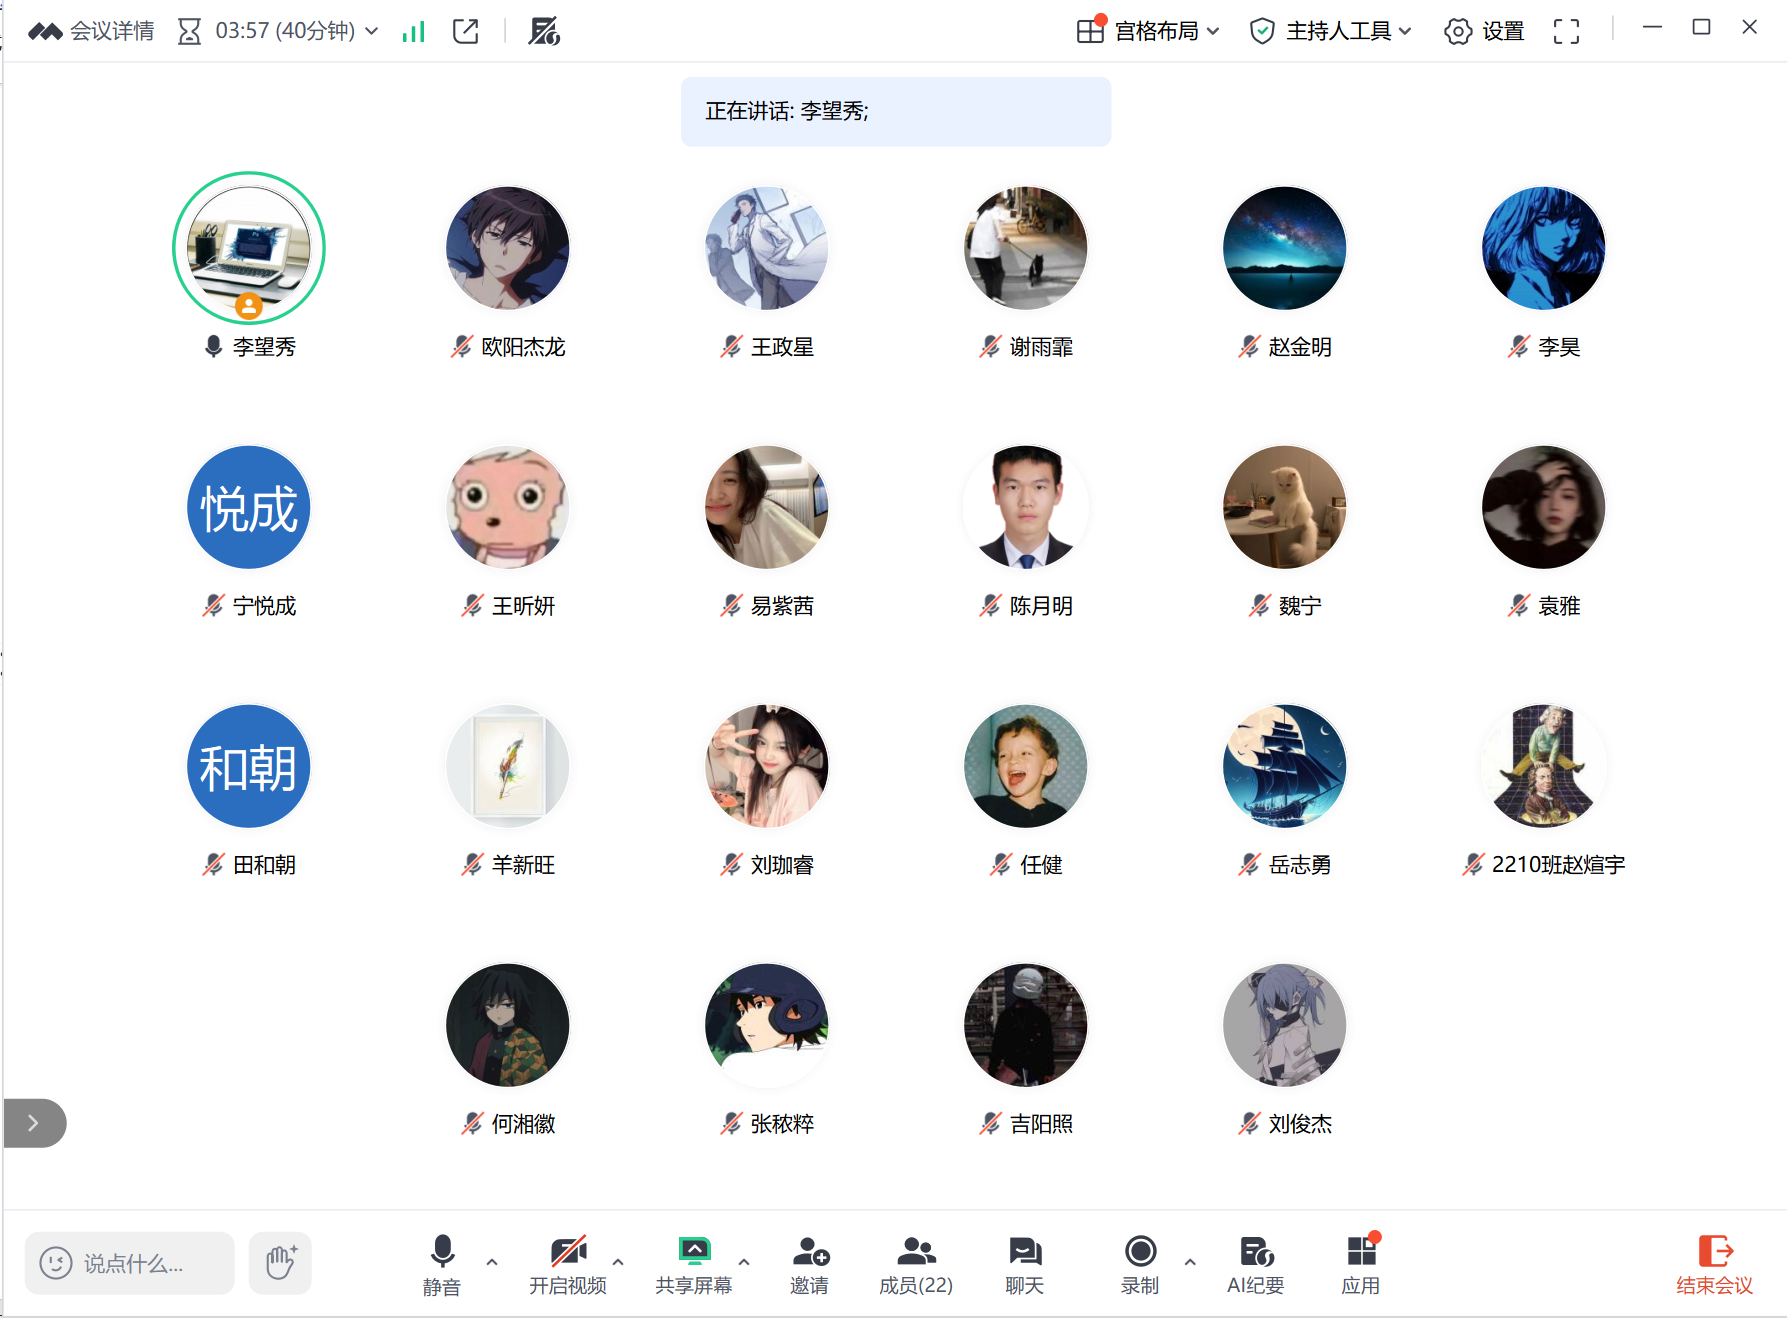 会议详情 03:57 (40分钟) 宫格布局 主持人工具 设置
正在讲话: 李望秀;
李望秀 欧阳杰龙 王政星 谢雨霏 赵金明 李昊
悦成
宁悦成 王昕妍 易紫茜 陈月明 魏宁 袁雅
和朝
田和朝 羊新旺 刘珈睿 任健 岳志勇 2210班赵煊宇
何湘徽 张秾粹 吉阳照 刘俊杰
说点什么... 静音 开启视频 共享屏幕 邀请 成员(22) 聊天 录制 AI纪要 应用 结束会议